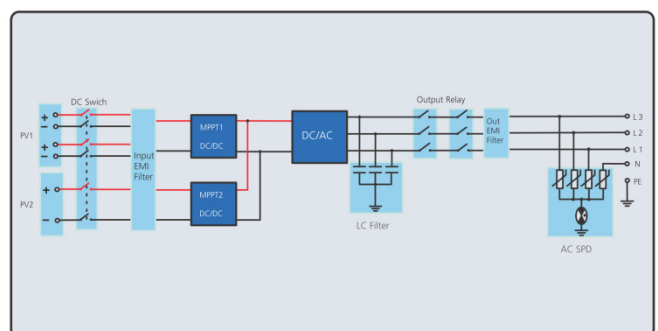 DC Swich
Output Relay
+
−
PV1
+
−
Input
EMI
Filter
MPPT1
DC/DC
DC/AC
Out
EMI
Filter
L 3
L 2
L 1
N
PE
PV2
+
−
MPPT2
DC/DC
LC Filter
AC SPD